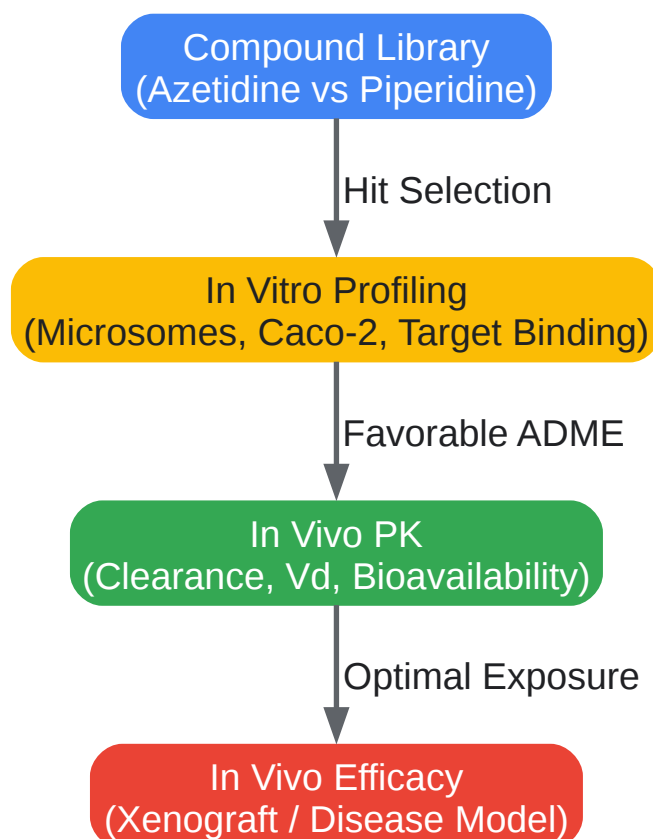 Compound Library
(Azetidine vs Piperidine)
Hit Selection
In Vitro Profiling
(Microsomes, Caco-2, Target Binding)
Favorable ADME
In Vivo PK
(Clearance, Vd, Bioavailability)
Optimal Exposure
In Vivo Efficacy
(Xenograft / Disease Model)